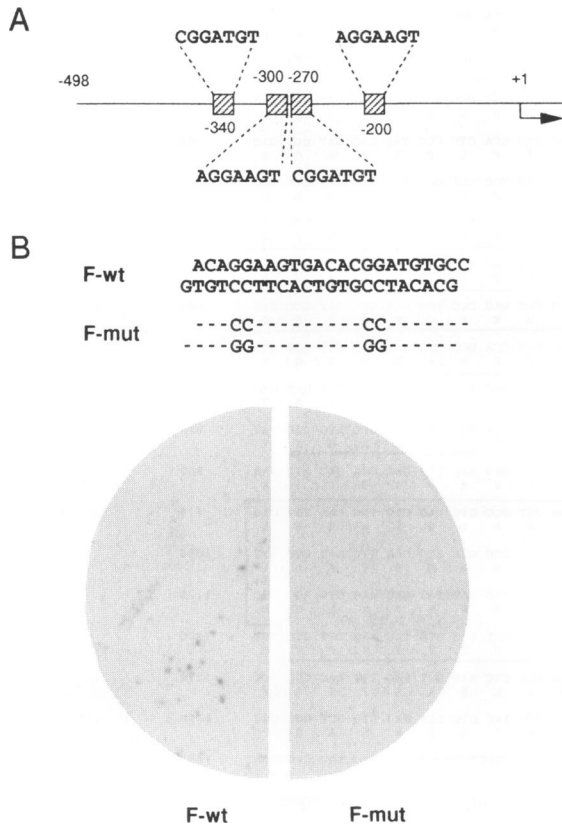 A
CGGATGT AGGAAGT
-498 -300 -270 +1
-340 -200
AGGAAGT CGGATGT
B
F-wt
ACAGGAAGTGACACGGATGTGCC
GTGTCCTTCACTGTGCCTACACG
F-mut
----CC-----------CC---------
-----GG-----------GG-------
F-wt F-mut